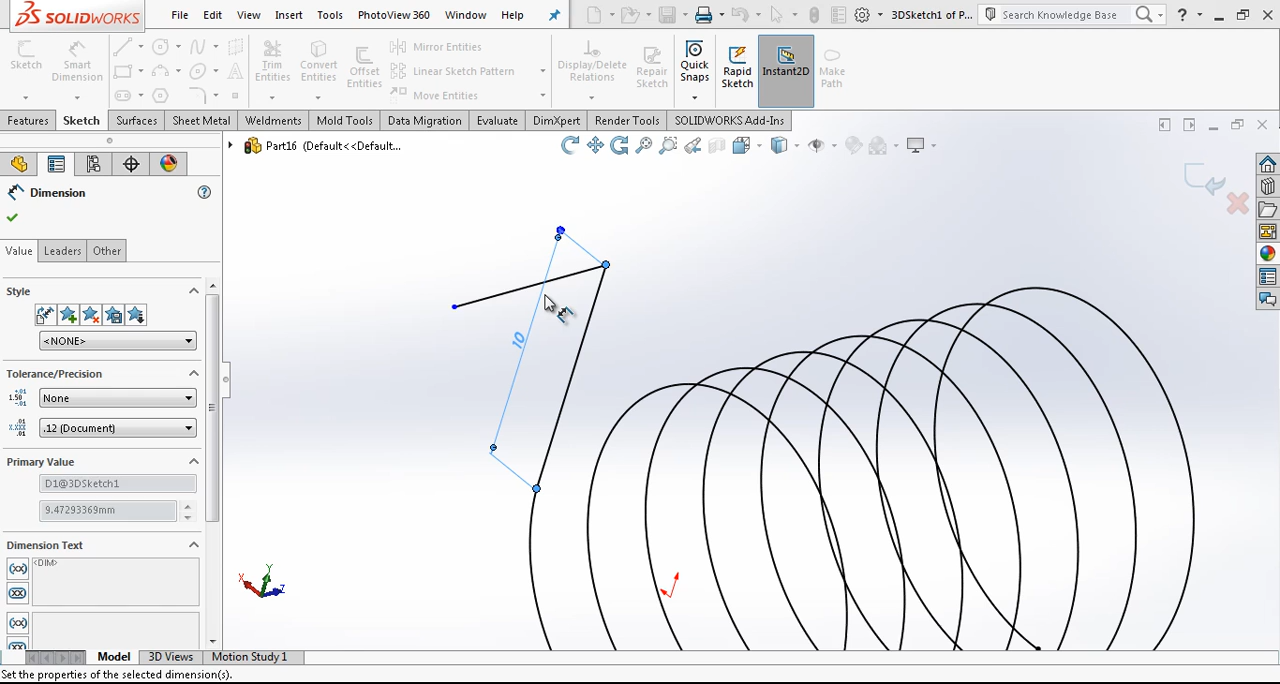 SOLIDWORKS File Edit View Insert Tools PhotoView 360 Window Help 3DSketch1 of P... Search Knowledge Base ?
Sketch Smart Dimension Trim Entities Convert Entities Offset Entities Mirror Entities Linear Sketch Pattern Move Entities Display/Delete Relations Repair Sketch Quick Snaps Rapid Sketch Instant2D Make Path
Features Sketch Surfaces Sheet Metal Weldments Mold Tools Data Migration Evaluate DimXpert Render Tools SOLIDWORKS Add-Ins
Part16 (Default<<Default...
Dimension
Value Leaders Other
Style
<NONE>
Tolerance/Precision
None
.12 (Document)
Primary Value
D1@3DSketch1
9.47293369mm
Dimension Text
<DIM>
10
X Y Z
Model 3D Views Motion Study 1
Set the properties of the selected dimension(s).